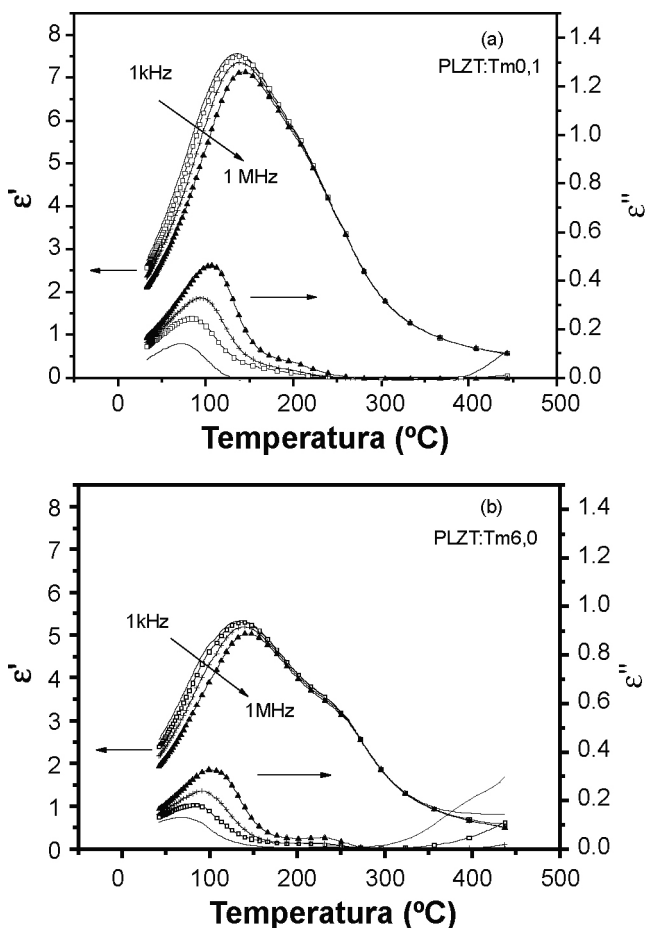 (a)
PLZT:Tm0,1
1kHz
1 MHz
ε'
ε"
8
7
6
5
4
3
2
1
0
1.4
1.2
1.0
0.8
0.6
0.4
0.2
0.0
0 100 200 300 400 500
Temperatura (ºC)
(b)
PLZT:Tm6,0
1kHz
1MHz
ε'
ε"
8
7
6
5
4
3
2
1
0
1.4
1.2
1.0
0.8
0.6
0.4
0.2
0.0
0 100 200 300 400 500
Temperatura (ºC)